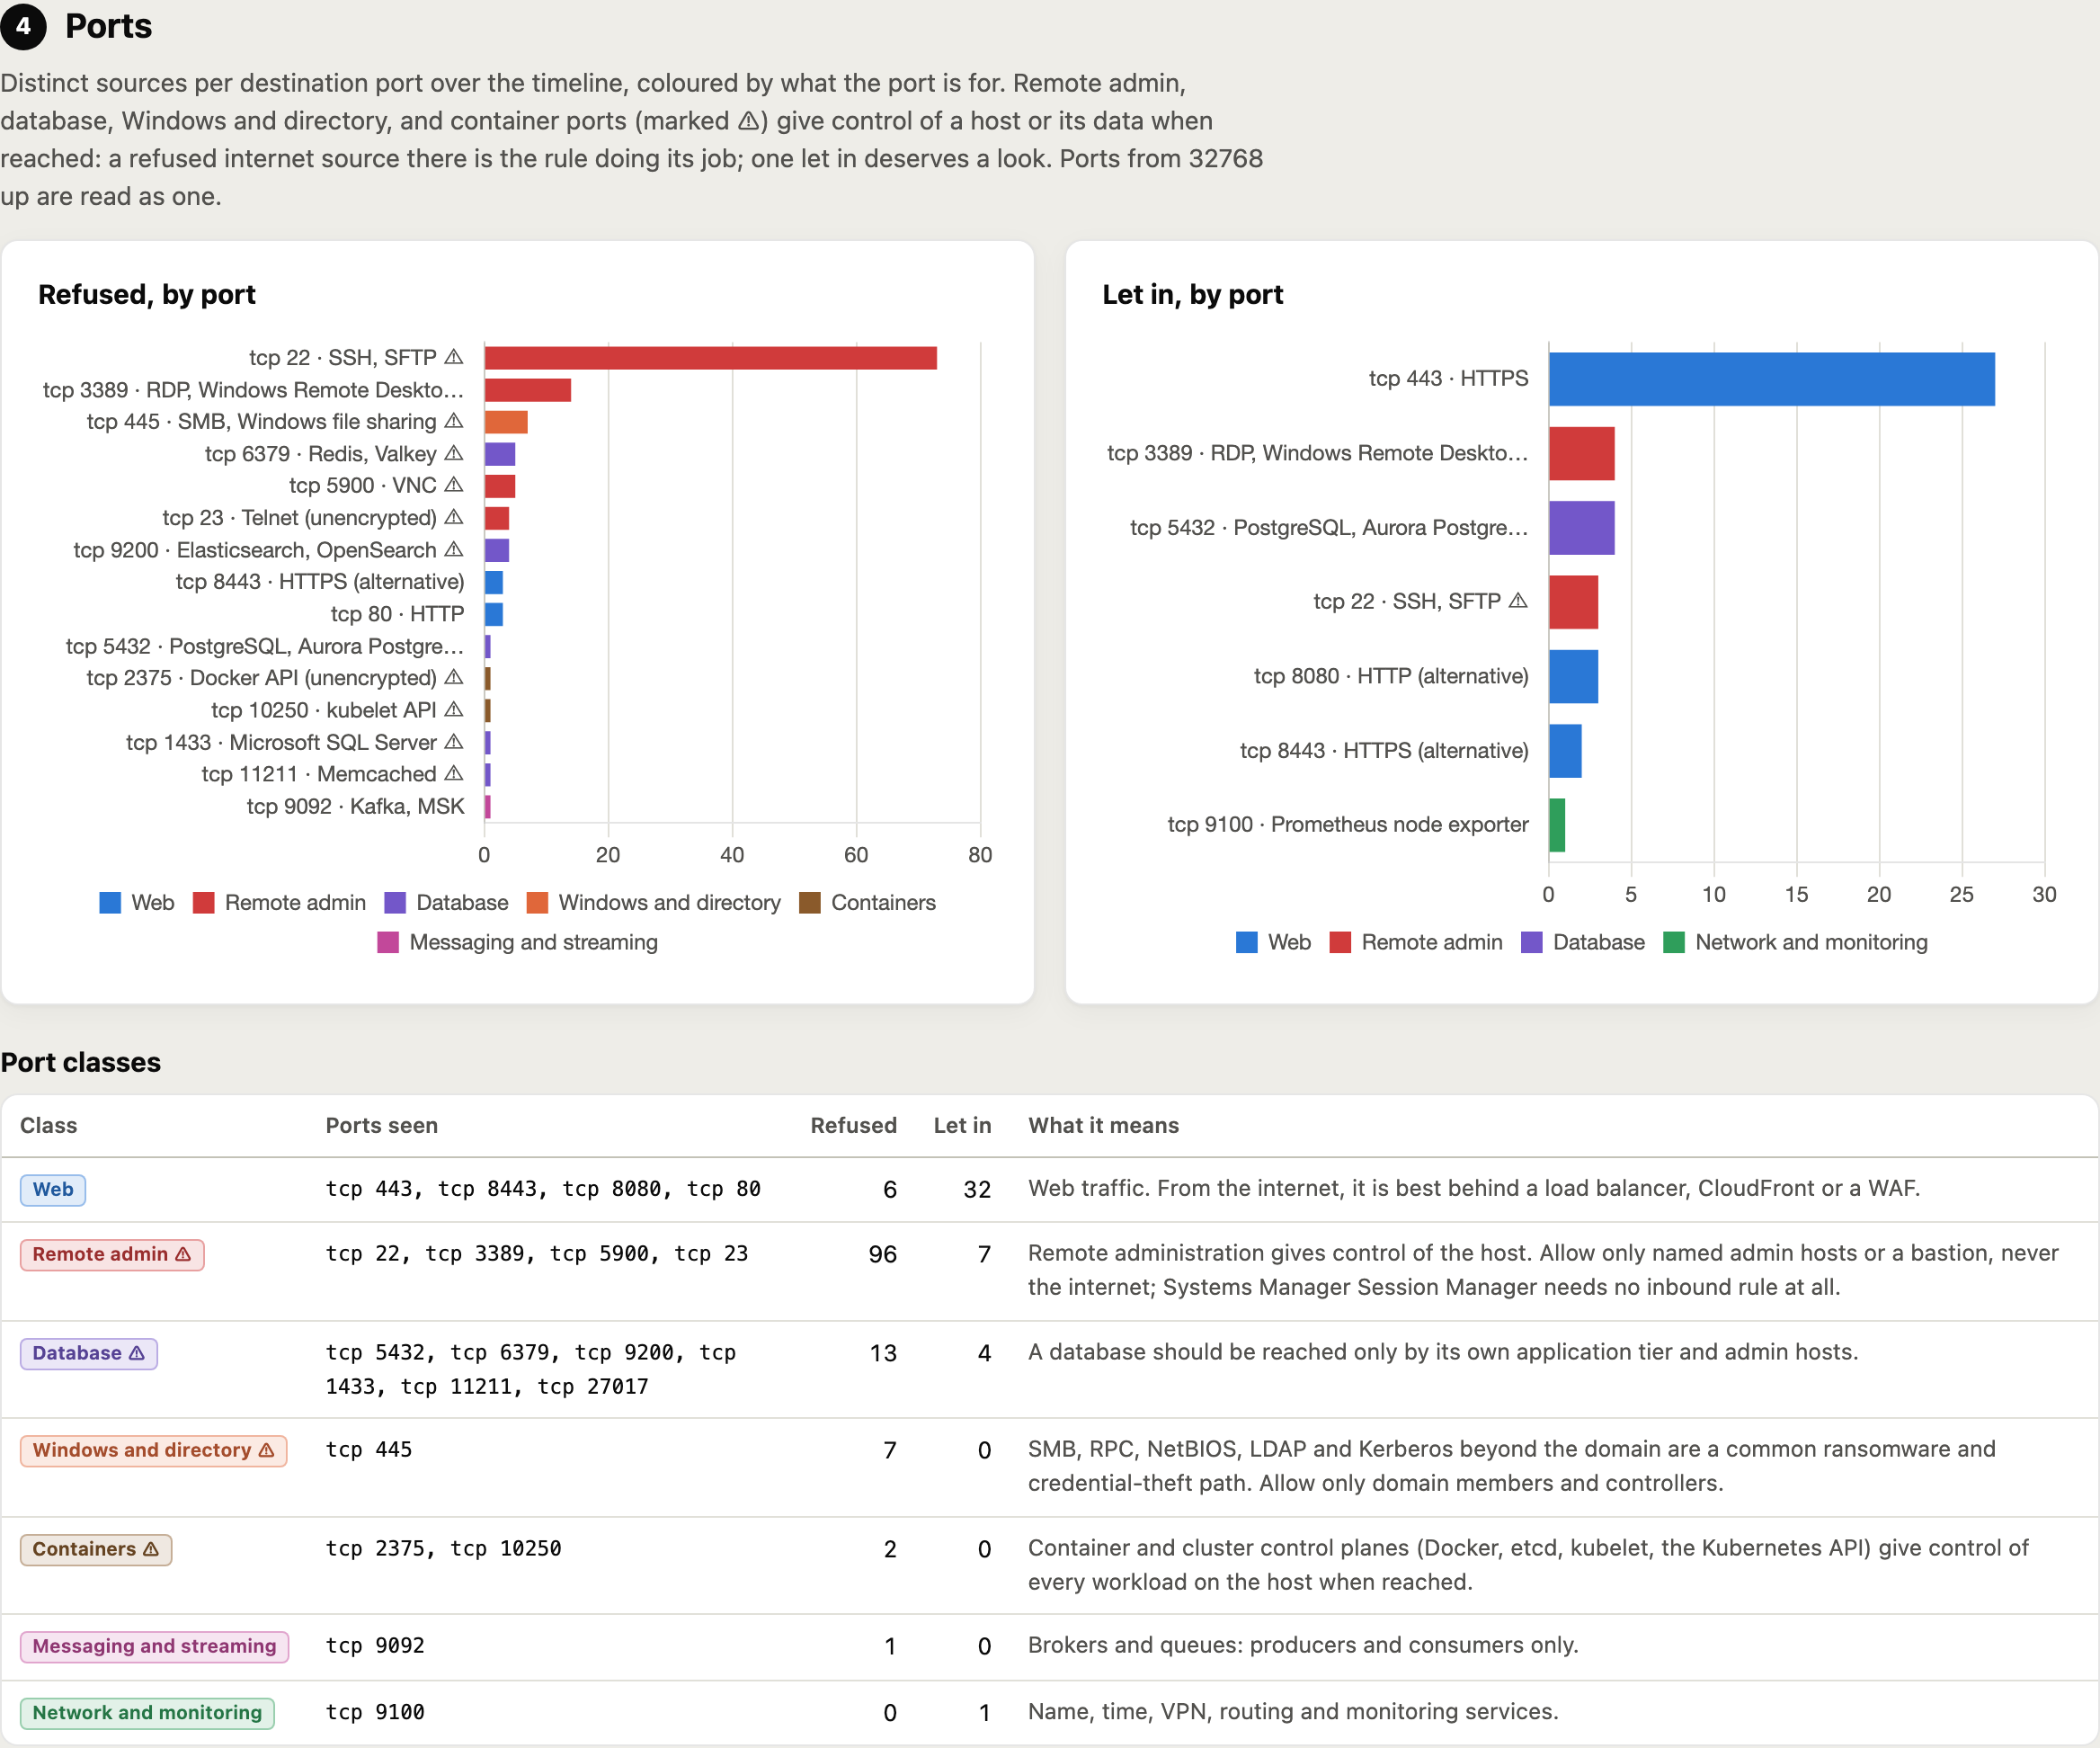 4 Ports
Distinct sources per destination port over the timeline, coloured by what the port is for. Remote admin,
database, Windows and directory, and container ports (marked ⚠) give control of a host or its data when
reached: a refused internet source there is the rule doing its job; one let in deserves a look. Ports from 32768
up are read as one.
Refused, by port
tcp 22 · SSH, SFTP ⚠
tcp 3389 · RDP, Windows Remote Deskto…
tcp 445 · SMB, Windows file sharing ⚠
tcp 6379 · Redis, Valkey ⚠
tcp 5900 · VNC ⚠
tcp 23 · Telnet (unencrypted) ⚠
tcp 9200 · Elasticsearch, OpenSearch ⚠
tcp 8443 · HTTPS (alternative)
tcp 80 · HTTP
tcp 5432 · PostgreSQL, Aurora Postgre…
tcp 2375 · Docker API (unencrypted) ⚠
tcp 10250 · kubelet API ⚠
tcp 1433 · Microsoft SQL Server ⚠
tcp 11211 · Memcached ⚠
tcp 9092 · Kafka, MSK
0 20 40 60 80
Web Remote admin Database Windows and directory Containers
Messaging and streaming
Let in, by port
tcp 443 · HTTPS
tcp 3389 · RDP, Windows Remote Deskto…
tcp 5432 · PostgreSQL, Aurora Postgre…
tcp 22 · SSH, SFTP ⚠
tcp 8080 · HTTP (alternative)
tcp 8443 · HTTPS (alternative)
tcp 9100 · Prometheus node exporter
0 5 10 15 20 25 30
Web Remote admin Database Network and monitoring
Port classes
Class Ports seen Refused Let in What it means
Web tcp 443, tcp 8443, tcp 8080, tcp 80 6 32 Web traffic. From the internet, it is best behind a load balancer, CloudFront or a WAF.
Remote admin ⚠ tcp 22, tcp 3389, tcp 5900, tcp 23 96 7 Remote administration gives control of the host. Allow only named admin hosts or a bastion, never
the internet; Systems Manager Session Manager needs no inbound rule at all.
Database ⚠ tcp 5432, tcp 6379, tcp 9200, tcp 13 4 A database should be reached only by its own application tier and admin hosts.
1433, tcp 11211, tcp 27017
Windows and directory ⚠ tcp 445 7 0 SMB, RPC, NetBIOS, LDAP and Kerberos beyond the domain are a common ransomware and
credential-theft path. Allow only domain members and controllers.
Containers ⚠ tcp 2375, tcp 10250 2 0 Container and cluster control planes (Docker, etcd, kubelet, the Kubernetes API) give control of
every workload on the host when reached.
Messaging and streaming tcp 9092 1 0 Brokers and queues: producers and consumers only.
Network and monitoring tcp 9100 0 1 Name, time, VPN, routing and monitoring services.